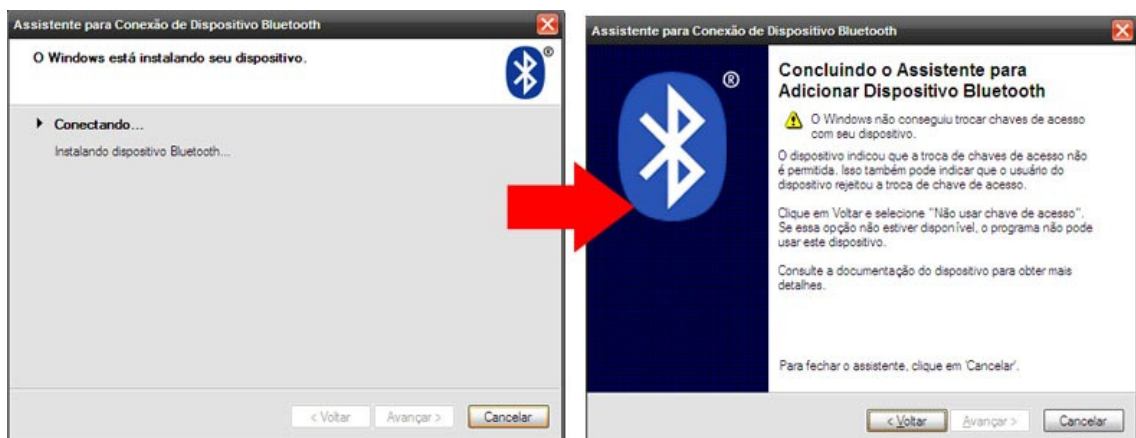 Assistente para Conexão de Dispositivo Bluetooth
O Windows está instalando seu dispositivo.
®
Conectando...
Instalando dispositivo Bluetooth...
< Voltar
Avançar >
Cancelar
Assistente para Conexão de Dispositivo Bluetooth
®
Concluindo o Assistente para
Adicionar Dispositivo Bluetooth
O Windows não conseguiu trocar chaves de acesso
com seu dispositivo.
O dispositivo indicou que a troca de chaves de acesso não
é permitida. Isso também pode indicar que o usuário do
dispositivo rejeitou a troca de chave de acesso.
Clique em Voltar e selecione "Não usar chave de acesso".
Se essa opção não estiver disponível, o programa não pode
usar este dispositivo.
Consulte a documentação do dispositivo para obter mais
detalhes.
Para fechar o assistente, clique em 'Cancelar'.
< Voltar
Avançar >
Cancelar